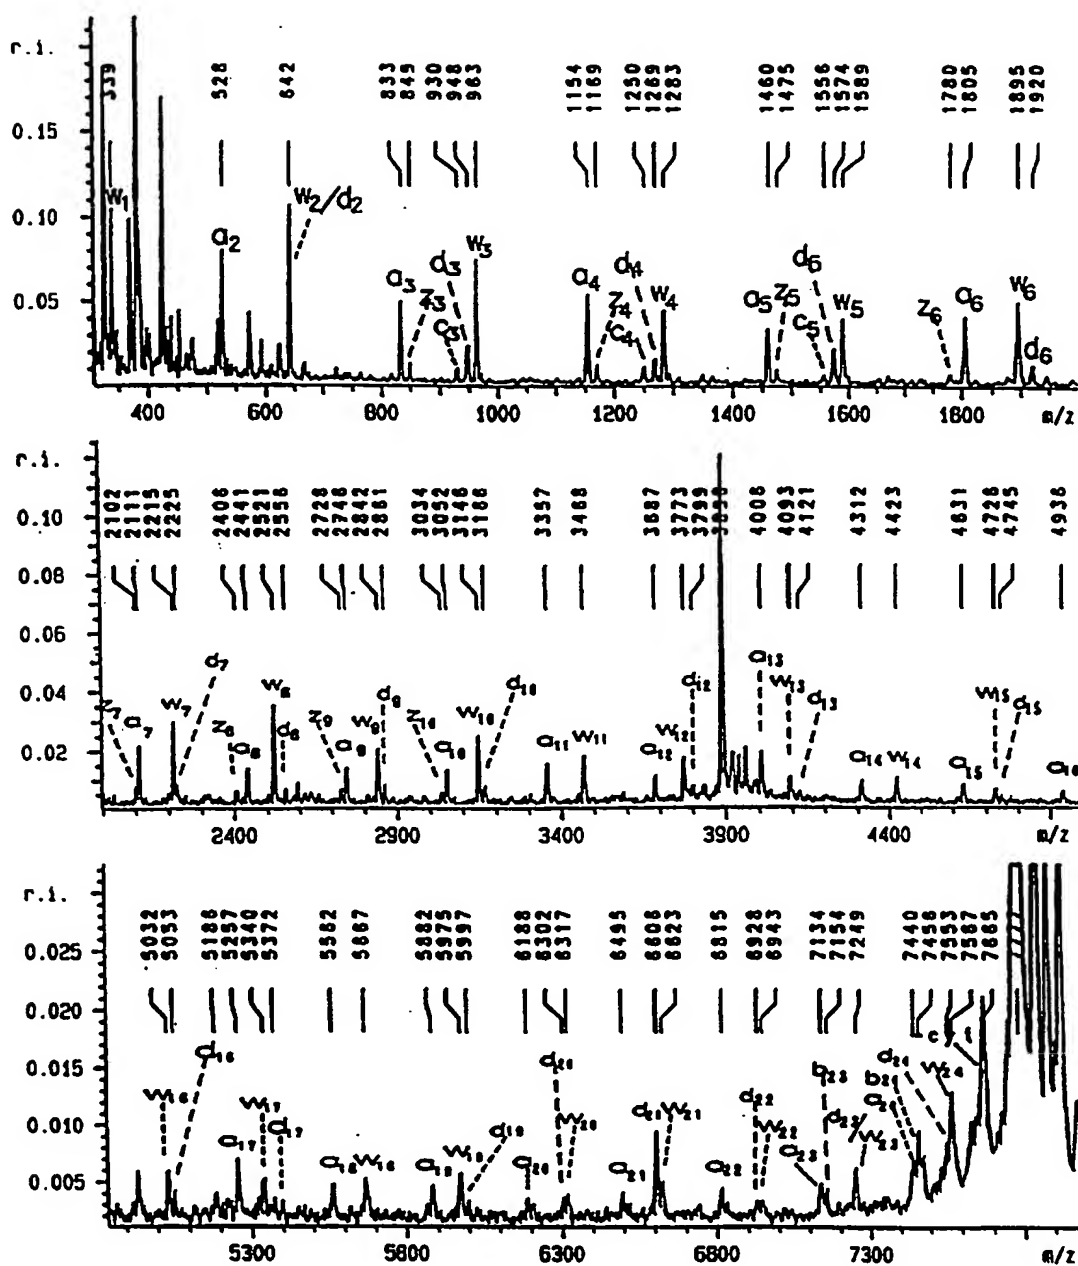 r.i.
339 528 642 833 849 930 948 963 1154 1169 1250 1269 1283 1460 1475 1556 1574 1589 1780 1805 1895 1920
0.15
0.10
0.05
w1 a2 w2/d2 a3 z3 c3 d3 w3 a4 z4 c4 d4 w4 a5 z5 c5 d5 w5 z6 a6 w6 d6
400 600 800 1000 1200 1400 1600 1800 m/z
r.i.
2102 2111 2215 2225 2406 2441 2521 2556 2728 2746 2842 2861 3034 3052 3146 3166 3357 3468 3687 3773 3799 4006 4093 4121 4312 4423 4631 4726 4745 4936
0.10
0.08
0.06
0.04
0.02
z7 a7 w7 d7 z8 a8 w8 d8 z9 a9 w9 d9 z10 a10 w10 d10 a11 w11 a12 w12 d12 a13 w13 d13 a14 w14 a15 w15 d15 a16
2400 2900 3400 3900 4400 m/z
r.i.
5032 5053 5186 5257 5340 5372 5562 5667 5882 5975 5997 6188 6302 6317 6495 6606 6623 6815 6928 6943 7134 7154 7249 7440 7456 7553 7587 7665
0.025
0.020
0.015
0.010
0.005
w16 d16 a17 w17 d17 a18 w18 a19 w19 d19 a20 d20 w20 a21 d21 w21 a22 d22 w22 a23 b23 d23 w23 a24 b24 d24 w24 cyt
5300 5800 6300 6800 7300 m/z